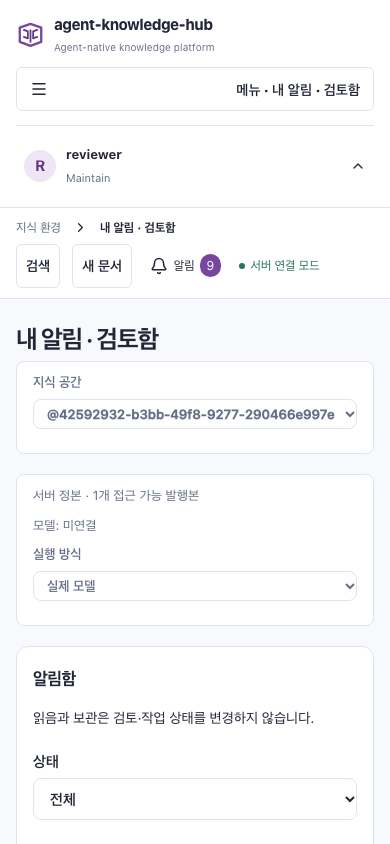 agent-knowledge-hub
Agent-native knowledge platform
메뉴 · 내 알림 · 검토함
R
reviewer
Maintain
지식 환경 > 내 알림 · 검토함
검색 새 문서 알림 9 서버 연결 모드
내 알림 · 검토함
지식 공간
@42592932-b3bb-49f8-9277-290466e997e
서버 정본 · 1개 접근 가능 발행본
모델: 미연결
실행 방식
실제 모델
알림함
읽음과 보관은 검토·작업 상태를 변경하지 않습니다.
상태
전체